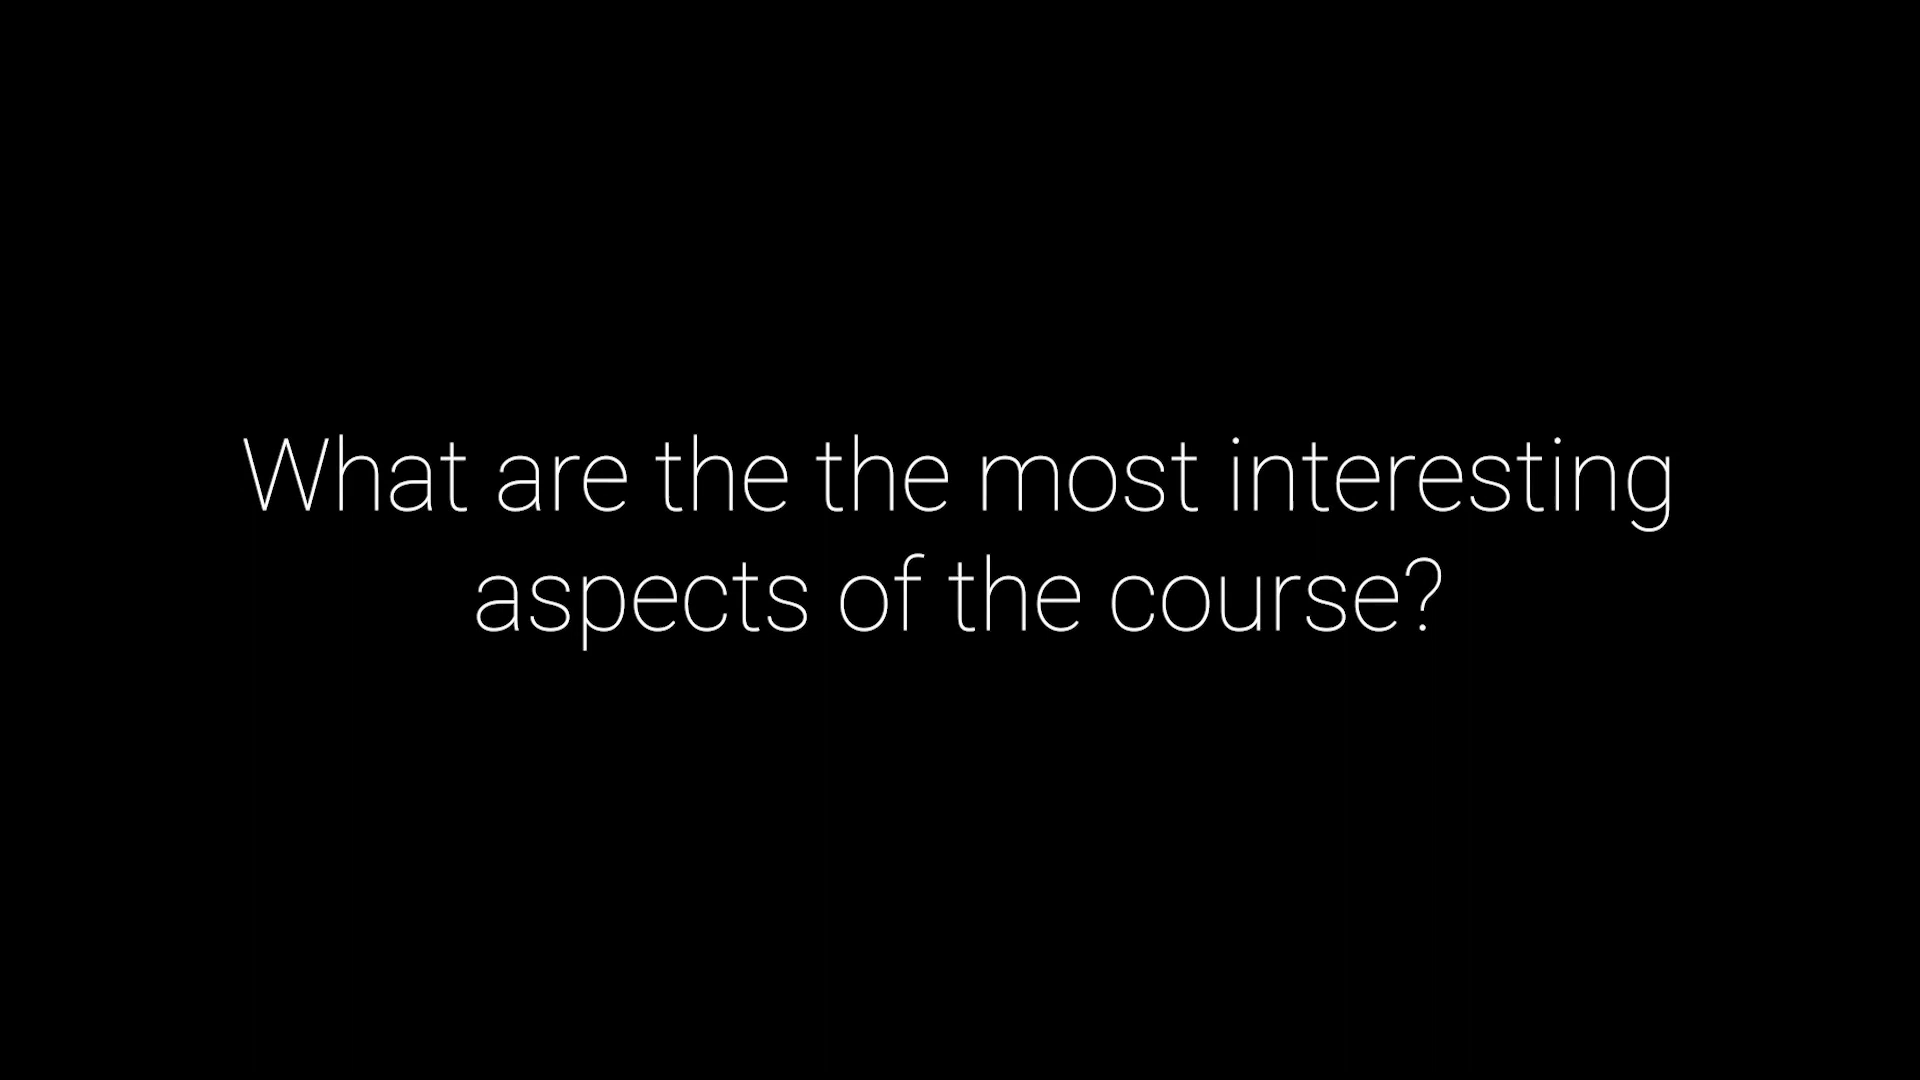 What are the the most interesting
aspects of the course?